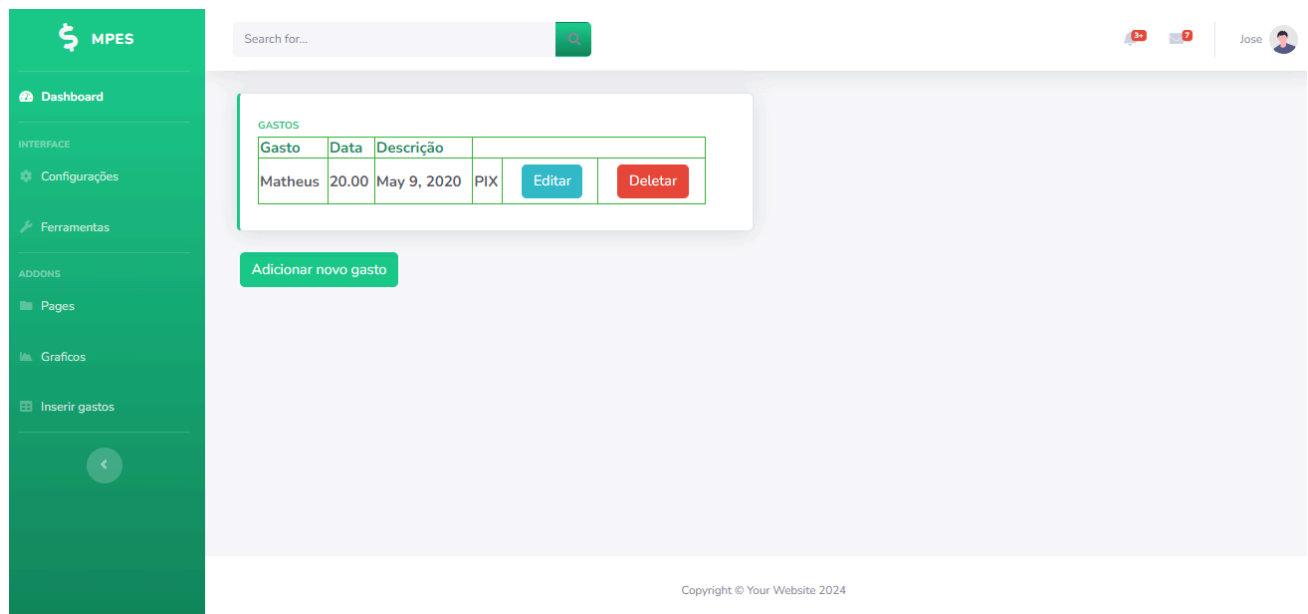 MPES
Search for...
3+
7
Jose
Dashboard
INTERFACE
Configurações
Ferramentas
ADDONS
Pages
Graficos
Inserir gastos
GASTOS
Gasto Data Descrição
Matheus 20.00 May 9, 2020 PIX Editar Deletar
Adicionar novo gasto
Copyright © Your Website 2024